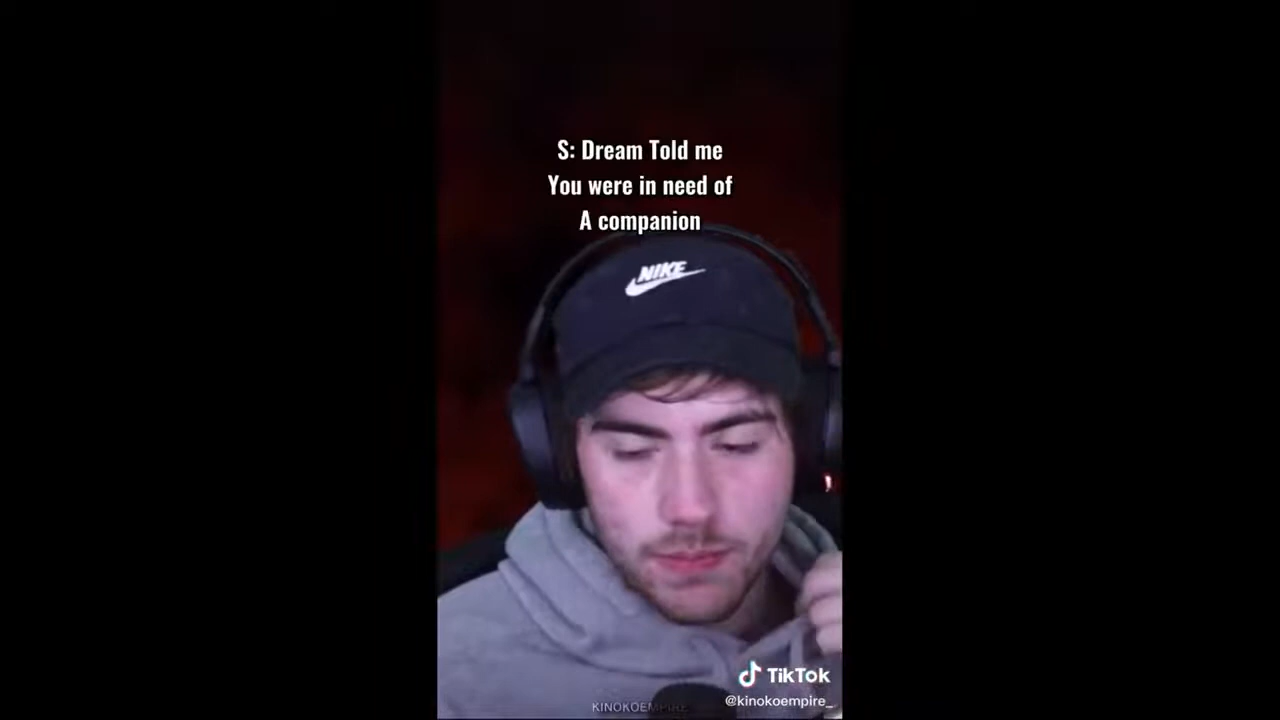 S: Dream Told me
You were in need of
A companion
NIKE
TikTok
KINOKOEMPIRE
@kinokoempire_